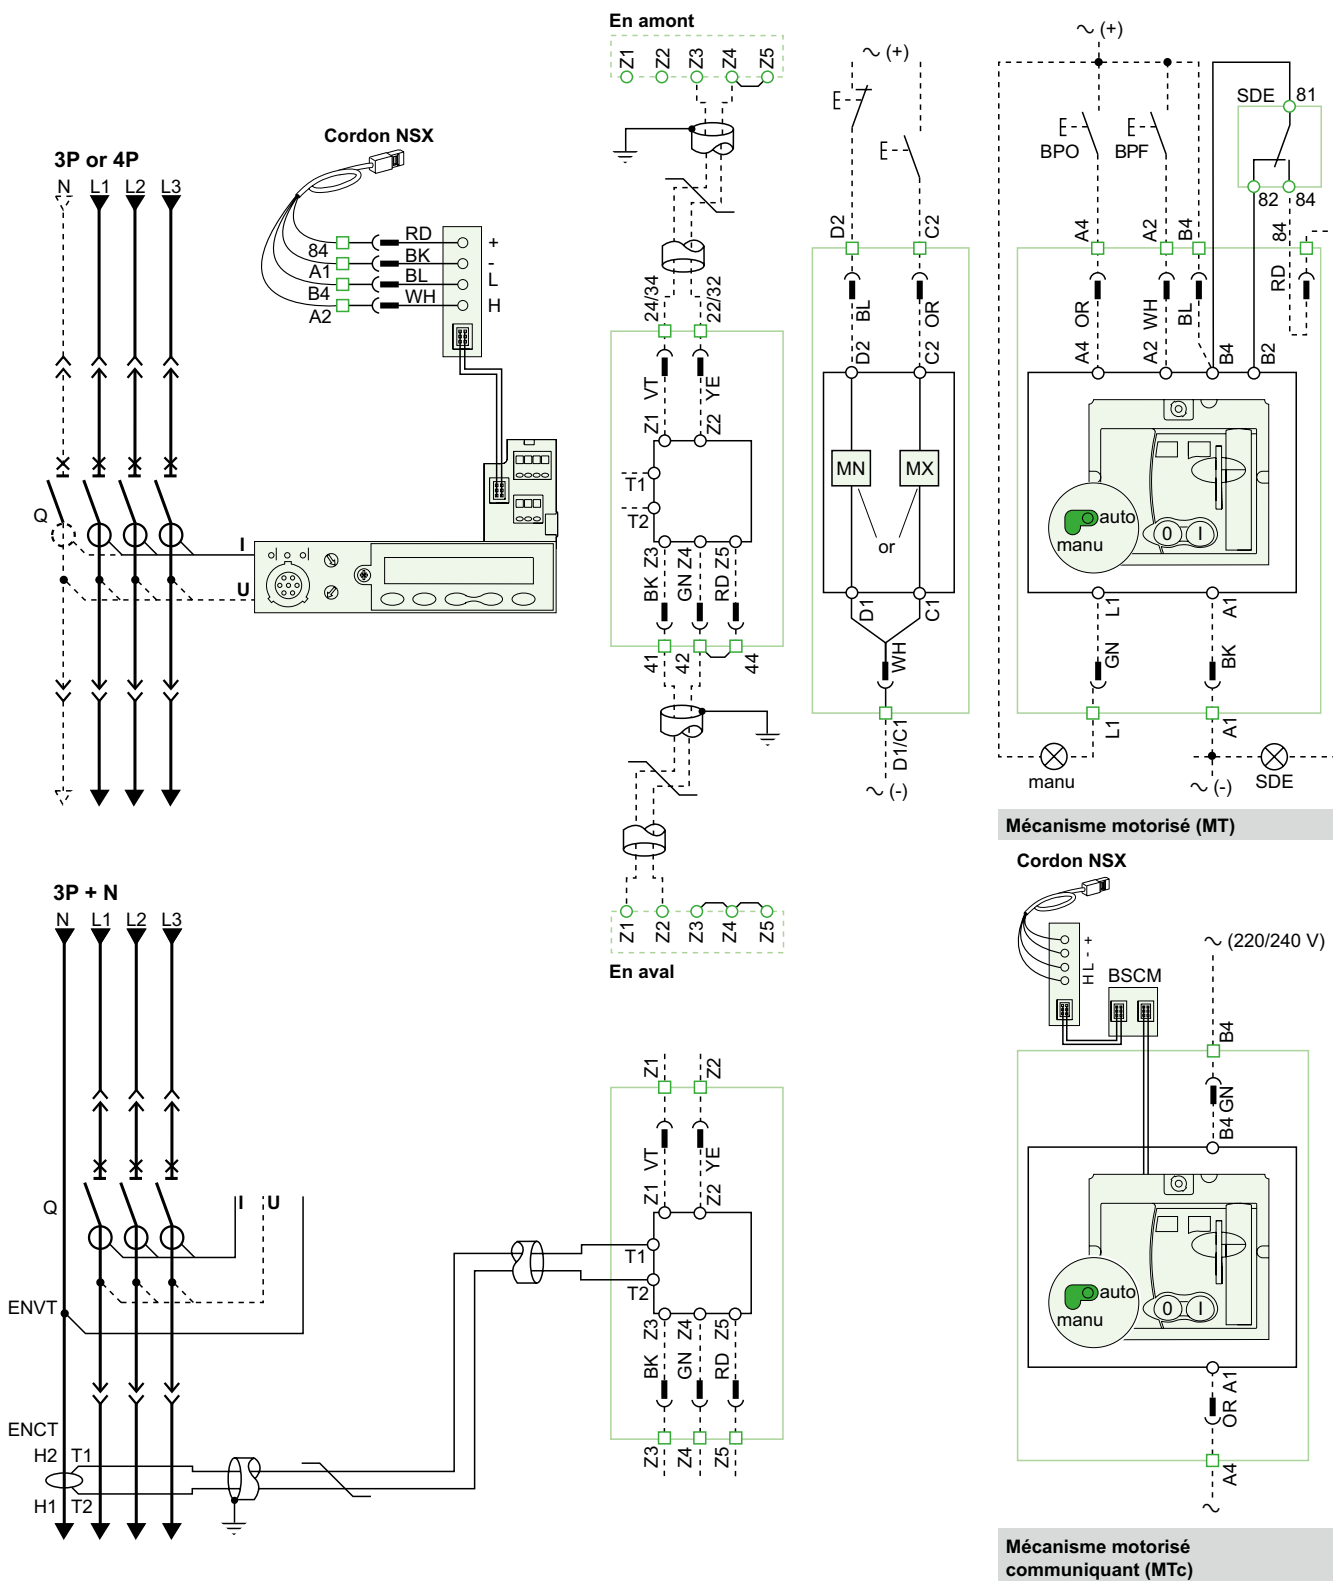 En amont
Z1 Z2 Z3 Z4 Z5
(+)
(+)
SDE 81
BPO BPF
82 84
Cordon NSX
3P or 4P
N L1 L2 L3
RD +
84
BK -
A1
BL L
B4
WH H
A2
D2 C2
A4 A2 B4 84
24/34 22/32
BL OR
OR WH BL RD
VT YE
D2 C2
A4 A2 B4 B2
Z1 Z2
T1
T2
MN MX
or
Q
I
U
auto
manu
O I
Z3 Z4 Z5
BK GN RD
D1 C1
L1 A1
WH
GN BK
41 42 44
L1 A1
D1/C1
(-)
manu
(-)
SDE
Mécanisme motorisé (MT)
Cordon NSX
3P + N
N L1 L2 L3
Z1 Z2 Z3 Z4 Z5
En aval
+
-
L
H
BSCM
(220/240 V)
B4
GN
B4
Z1 Z2
VT YE
Z1 Z2
Q
I U
T1
T2
ENVT
auto
manu
O I
Z3 Z4 Z5
BK GN RD
A1
OR
ENCT
H2 T1
H1 T2
Z3 Z4 Z5
A4
Mécanisme motorisé
communiquant (MTc)